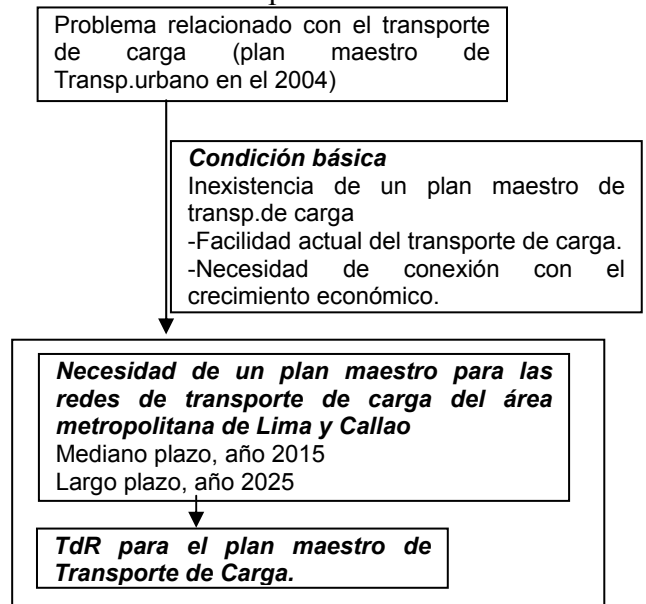 Problema relacionado con el transporte
de carga (plan maestro de
Transp.urbano en el 2004)
Condición básica
Inexistencia de un plan maestro de
transp.de carga
-Facilidad actual del transporte de carga.
-Necesidad de conexión con el
crecimiento económico.
Necesidad de un plan maestro para las
redes de transporte de carga del área
metropolitana de Lima y Callao
Mediano plazo, año 2015
Largo plazo, año 2025
TdR para el plan maestro de
Transporte de Carga.